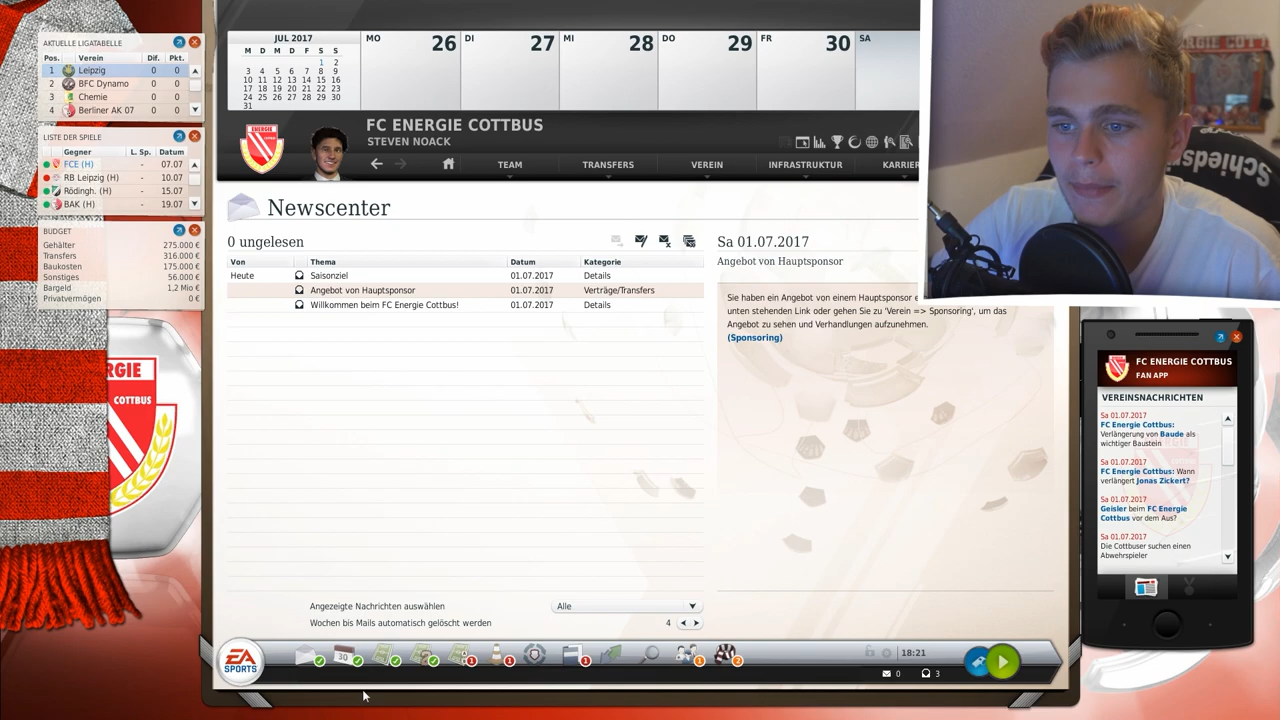 AKTUELLE LIGATABELLE
Pos. Verein Dif. Pkt.
1 Leipzig 0 0
2 BFC Dynamo 0 0
3 Chemie 0 0
4 Berliner AK 07 0 0
LISTE DER SPIELE
Gegner L. Sp. Datum
FCE (H) - 07.07
RB Leipzig (H) - 10.07
Rödingh. (H) - 15.07
BAK (H) - 19.07
BUDGET
Gehälter 275.000 €
Transfers 316.000 €
Baukosten 175.000 €
Sonstiges 56.000 €
Bargeld 1,2 Mio €
Privatvermögen 0 €
RGIE
COTTBUS
JUL 2017
M D M D F S S
1 2
3 4 5 6 7 8 9
10 11 12 13 14 15 16
17 18 19 20 21 22 23
24 25 26 27 28 29 30
31
MO 26 DI 27 MI 28 DO 29 FR 30 SA
ENERGIE
COTTBUS
FC ENERGIE COTTBUS
STEVEN NOACK
TEAM TRANSFERS VEREIN INFRASTRUKTUR KARRIER
Newscenter
0 ungelesen
Von Thema Datum Kategorie
Heute Saisonziel 01.07.2017 Details
Angebot von Hauptsponsor 01.07.2017 Verträge/Transfers
Willkommen beim FC Energie Cottbus! 01.07.2017 Details
Sa 01.07.2017
Angebot von Hauptsponsor
Sie haben ein Angebot von einem Hauptsponsor e
unten stehenden Link oder gehen Sie zu 'Verein => Sponsoring', um das
Angebot zu sehen und Verhandlungen aufzunehmen.
(Sponsoring)
Angezeigte Nachrichten auswählen Alle
Wochen bis Mails automatisch gelöscht werden 4
EA
SPORTS
30
1 1 1 1 2
18:21
0 3
FC ENERGIE COTTBUS
FAN APP
VEREINSNACHRICHTEN
Sa 01.07.2017
FC Energie Cottbus:
Verlängerung von Baude als
wichtiger Baustein
Sa 01.07.2017
FC Energie Cottbus: Wann
verlängert Jonas Zickert?
Sa 01.07.2017
Geisler beim FC Energie
Cottbus vor dem Aus?
Sa 01.07.2017
Die Cottbuser suchen einen
Abwehrspieler